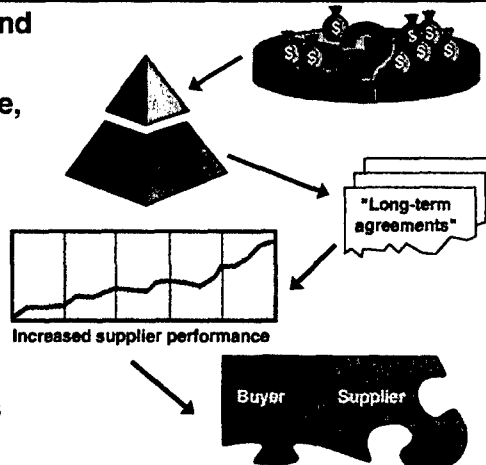 nd
$ $ $ $ $ $
e,
"Long-term
agreements"
Increased supplier performance
Buyer Supplier
s